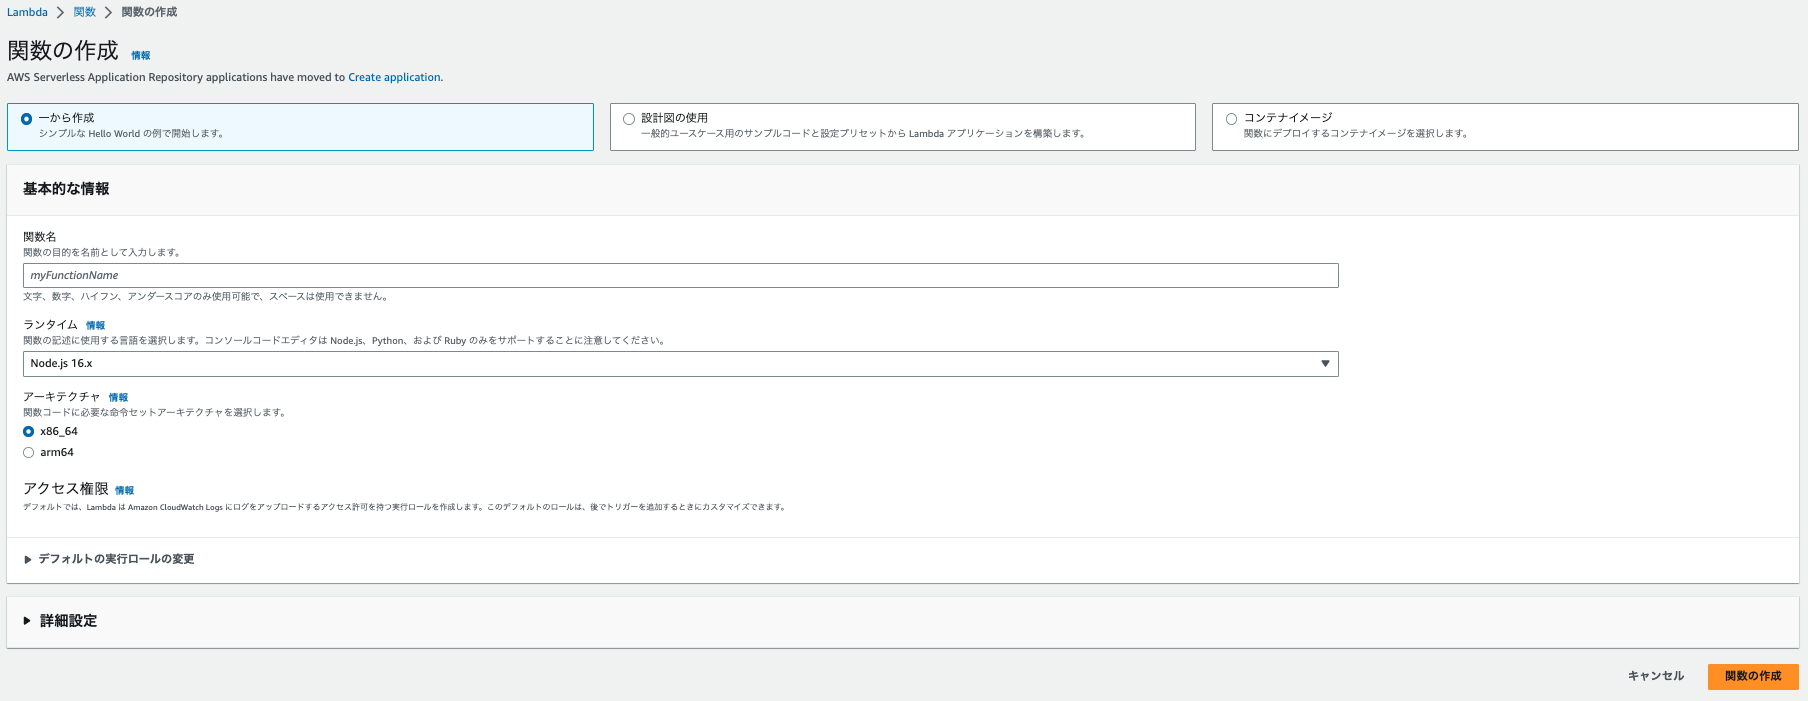 Lambda > 関数 > 関数の作成
関数の作成 情報
AWS Serverless Application Repository applications have moved to Create application.
一から作成
シンプルな Hello World の例で開始します。
設計図の使用
一般的ユースケース用のサンプルコードと設定プリセットから Lambda アプリケーションを構築します。
コンテナイメージ
関数にデプロイするコンテナイメージを選択します。
基本的な情報
関数名
関数の目的を名前として入力します。
myFunctionName
文字、数字、ハイフン、アンダースコアのみ使用可能で、スペースは使用できません。
ランタイム 情報
関数の記述に使用する言語を選択します。コンソールコードエディタは Node.js、Python、および Ruby のみをサポートすることに注意してください。
Node.js 16.x
アーキテクチャ 情報
関数コードに必要な命令セットアーキテクチャを選択します。
x86_64
arm64
アクセス権限 情報
デフォルトでは、Lambda は Amazon CloudWatch Logs にログをアップロードするアクセス許可を持つ実行ロールを作成します。このデフォルトのロールは、後でトリガーを追加するときにカスタマイズできます。
デフォルトの実行ロールの変更
詳細設定
キャンセル
関数の作成